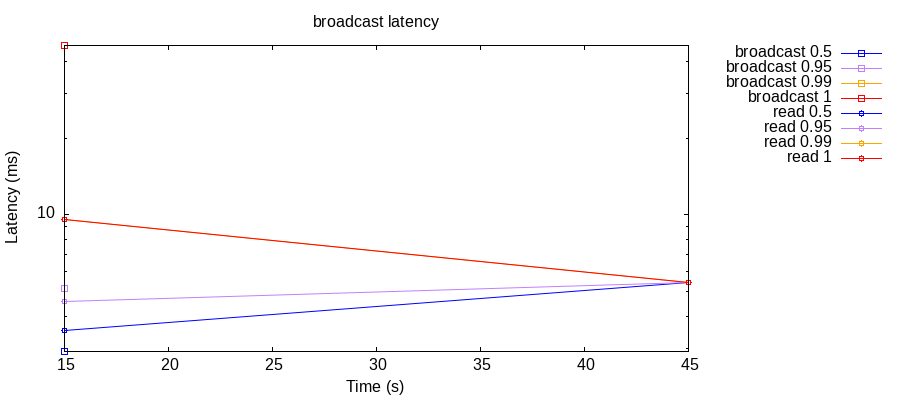 broadcast latency
broadcast 0.5
broadcast 0.95
broadcast 0.99
broadcast 1
read 0.5
read 0.95
read 0.99
read 1
Latency (ms)
10
15 20 25 30 35 40 45
Time (s)